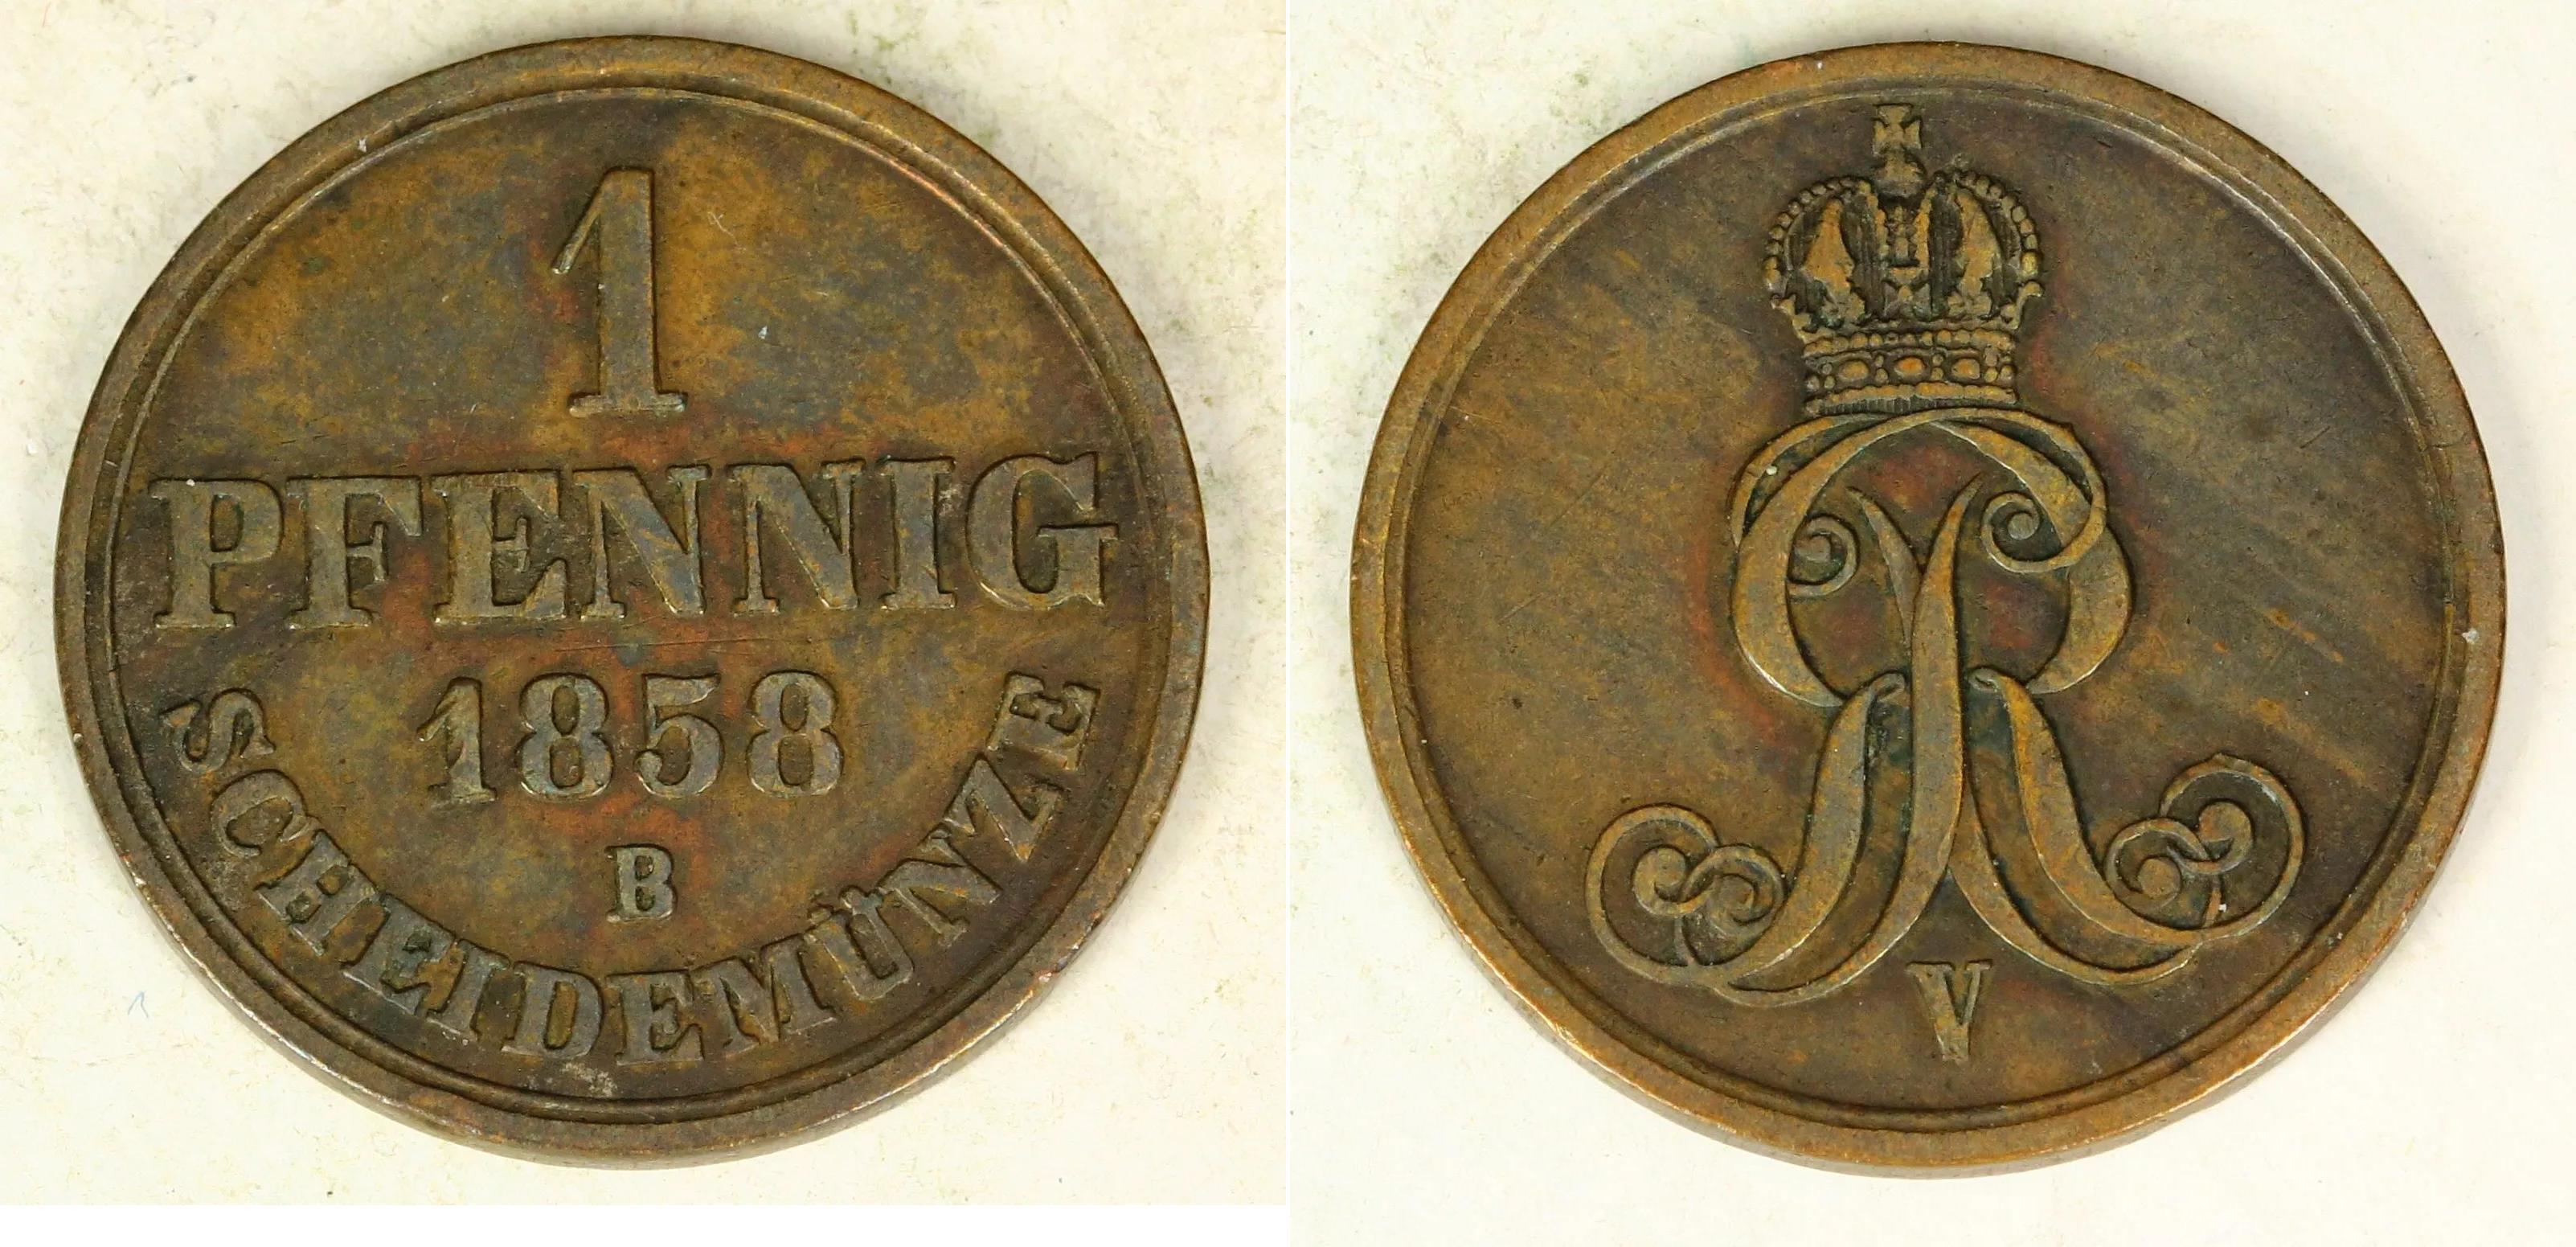 1
PFENNIG
1858
B
SCHEIDEMÜNZE
GR
V